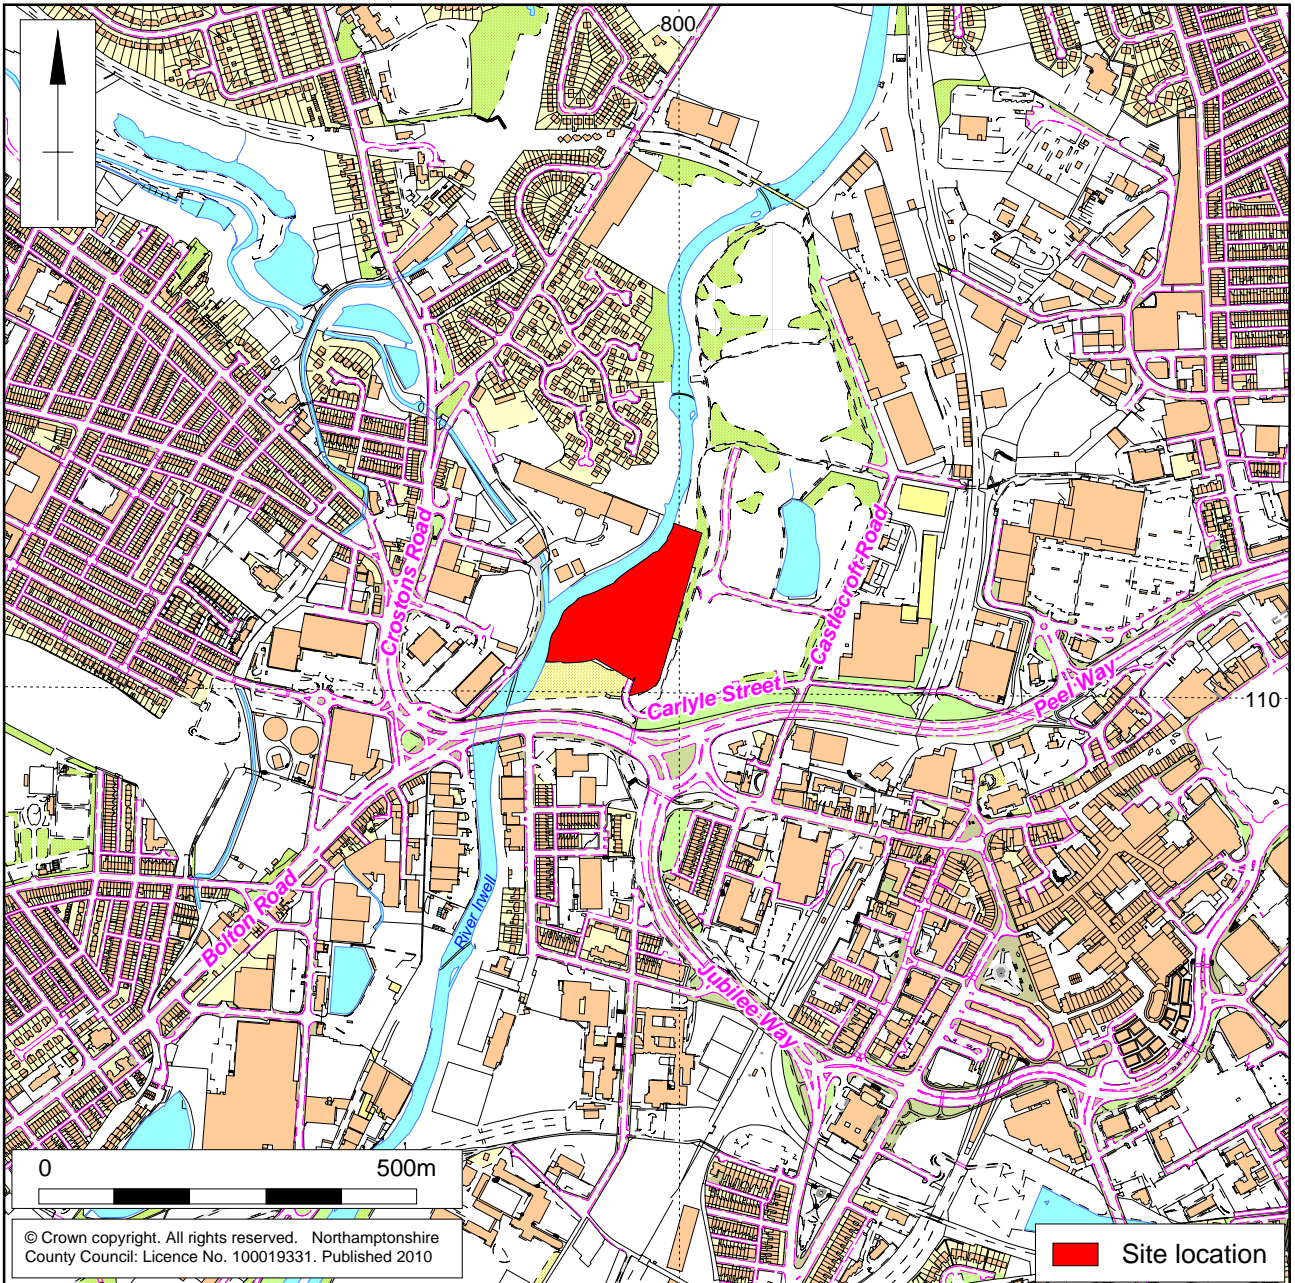 800
Crostons Road
Castlecroft Road
Carlyle Street
Peel Way
110
Bolton Road
River Irwell
Jubilee Way
0 500m
© Crown copyright. All rights reserved. Northamptonshire
County Council: Licence No. 100019331. Published 2010
Site location